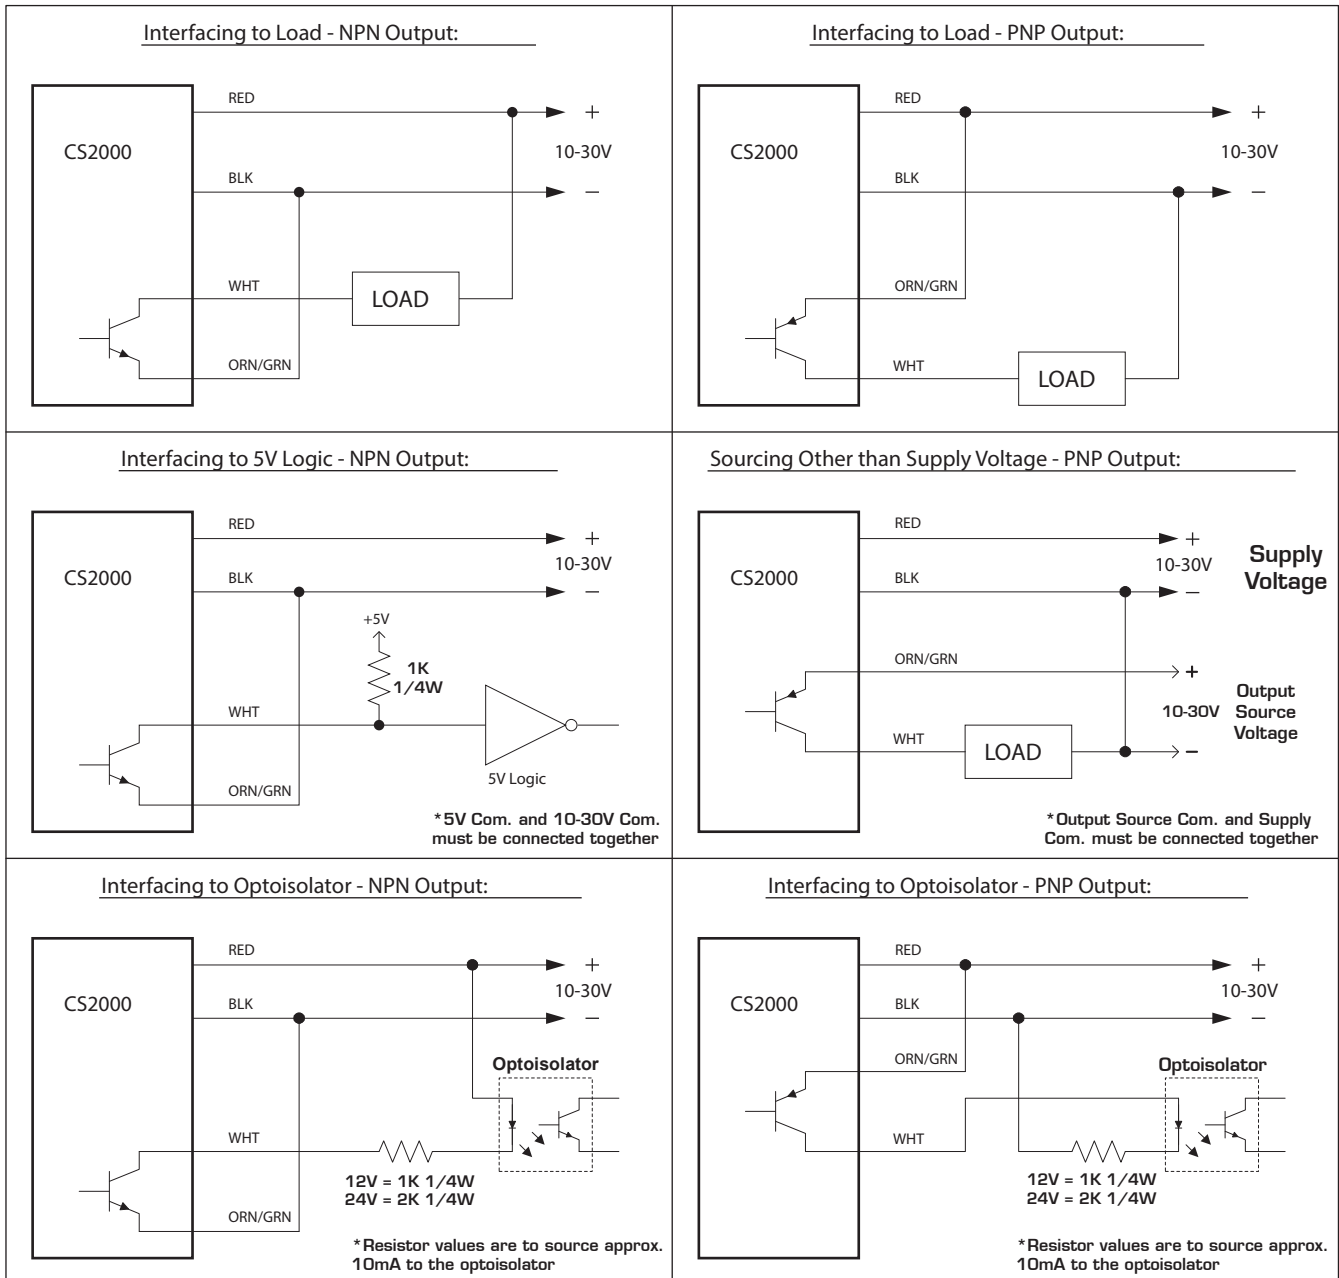 Interfacing to Load - NPN Output:
RED
+
CS2000
10-30V
BLK
−
WHT
LOAD
ORN/GRN
Interfacing to Load - PNP Output:
RED
+
CS2000
10-30V
BLK
−
ORN/GRN
WHT
LOAD
Interfacing to 5V Logic - NPN Output:
RED
+
CS2000
10-30V
BLK
−
+5V
1K
1/4W
WHT
5V Logic
ORN/GRN
*5V Com. and 10-30V Com.
must be connected together
Sourcing Other than Supply Voltage - PNP Output:
RED
+
Supply
Voltage
CS2000
10-30V
BLK
−
ORN/GRN
+
Output
Source
Voltage
10-30V
WHT
LOAD
−
*Output Source Com. and Supply
Com. must be connected together
Interfacing to Optoisolator - NPN Output:
RED
+
CS2000
10-30V
BLK
−
Optoisolator
WHT
12V = 1K 1/4W
24V = 2K 1/4W
ORN/GRN
*Resistor values are to source approx.
10mA to the optoisolator
Interfacing to Optoisolator - PNP Output:
RED
+
CS2000
10-30V
BLK
−
ORN/GRN
Optoisolator
WHT
12V = 1K 1/4W
24V = 2K 1/4W
*Resistor values are to source approx.
10mA to the optoisolator